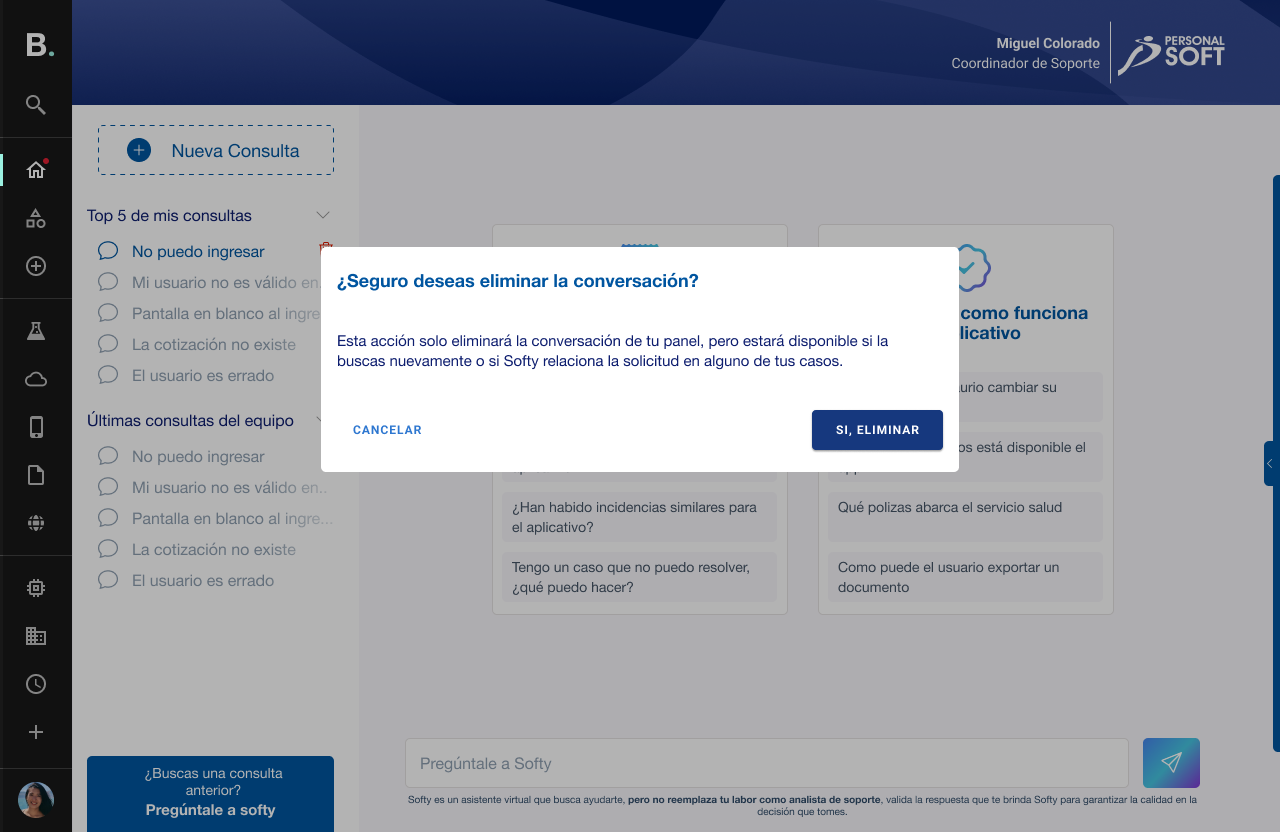 B.
Miguel Colorado
Coordinador de Soporte
PERSONAL
SOFT
Nueva Consulta
Top 5 de mis consultas
No puedo ingresar
Mi usuario no es válido en..
Pantalla en blanco al ingre
La cotización no existe
El usuario es errado
Últimas consultas del equipo
No puedo ingresar
Mi usuario no es válido en..
Pantalla en blanco al ingre...
La cotización no existe
El usuario es errado
¿Buscas una consulta
anterior?
Pregúntale a softy
¿Seguro deseas eliminar la conversación?
Esta acción solo eliminará la conversación de tu panel, pero estará disponible si la
buscas nuevamente o si Softy relaciona la solicitud en alguno de tus casos.
CANCELAR
SI, ELIMINAR
¿Han habido incidencias similares para
el aplicativo?
Tengo un caso que no puedo resolver,
¿qué puedo hacer?
como funciona
licativo
urio cambiar su
os está disponible el
Qué polizas abarca el servicio salud
Como puede el usuario exportar un
documento
Pregúntale a Softy
Softy es un asistente virtual que busca ayudarte, pero no reemplaza tu labor como analista de soporte, valida la respuesta que te brinda Softy para garantizar la calidad en la
decisión que tomes.